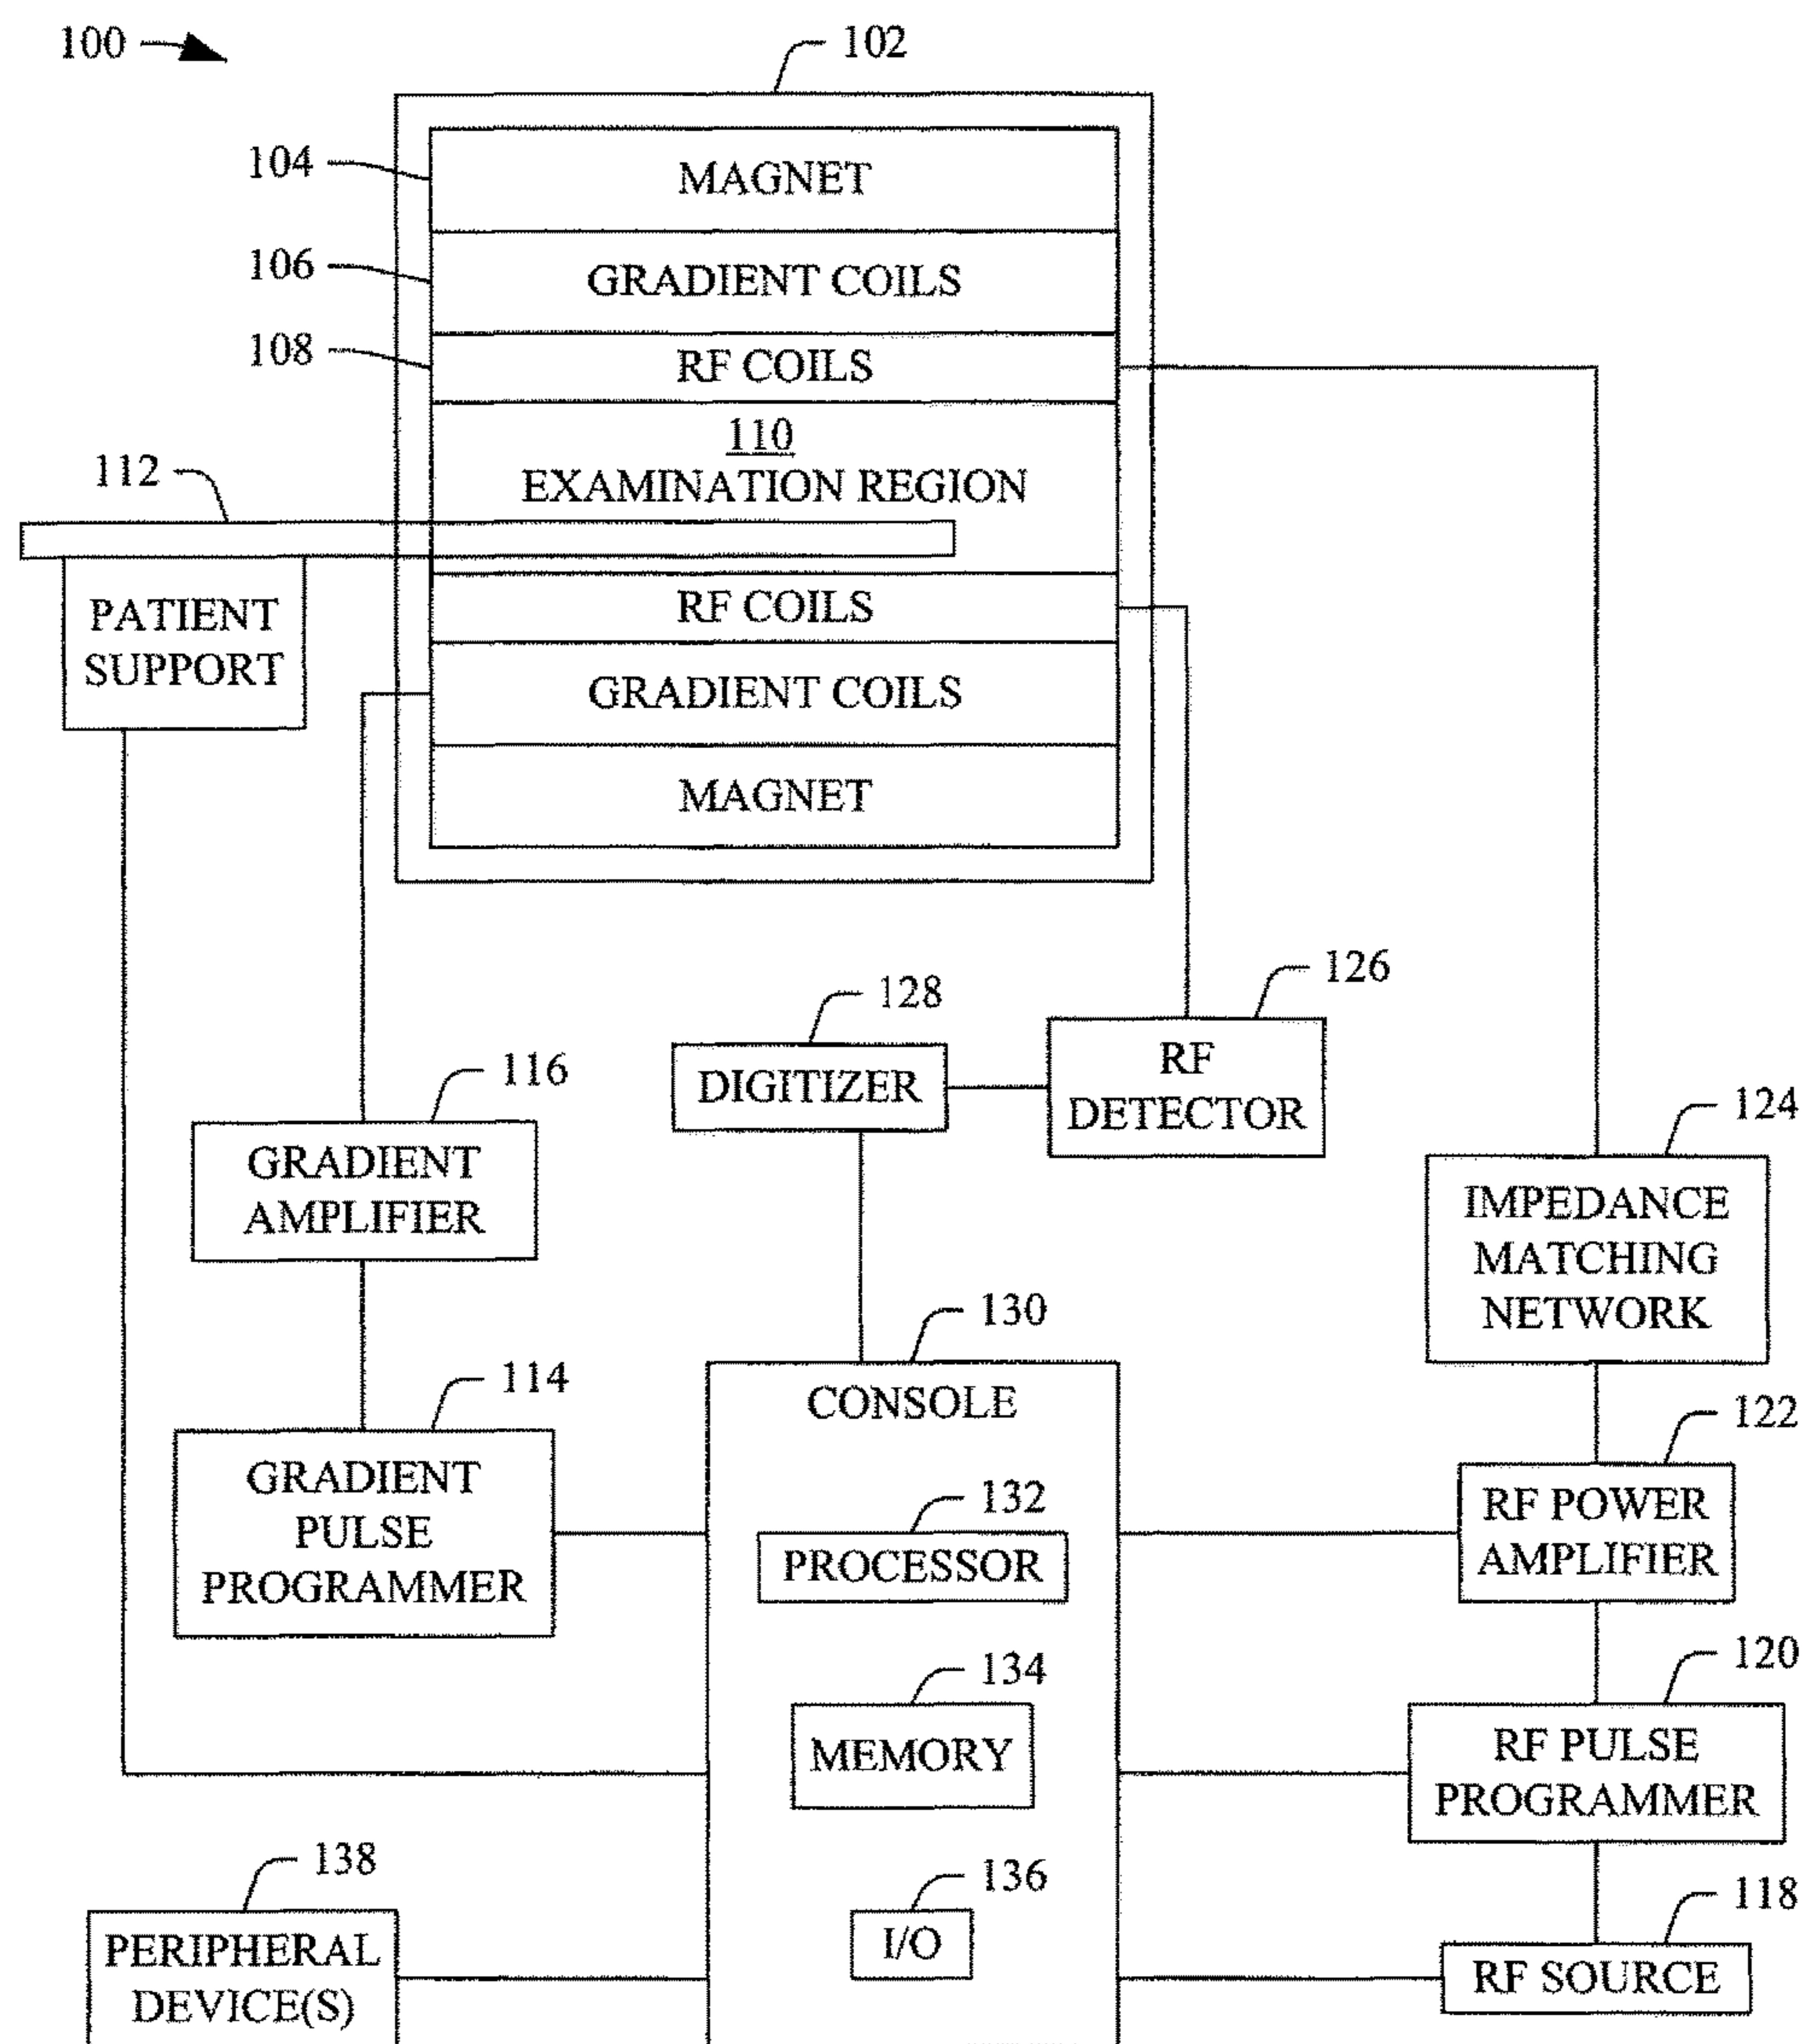 100
102
104
MAGNET
106
GRADIENT COILS
108
RF COILS
110
EXAMINATION REGION
112
PATIENT
SUPPORT
RF COILS
GRADIENT COILS
MAGNET
126
RF
DETECTOR
128
DIGITIZER
116
GRADIENT
AMPLIFIER
124
IMPEDANCE
MATCHING
NETWORK
130
CONSOLE
114
GRADIENT
PULSE
PROGRAMMER
132
PROCESSOR
122
RF POWER
AMPLIFIER
134
MEMORY
120
RF PULSE
PROGRAMMER
138
PERIPHERAL
DEVICE(S)
136
I/O
118
RF SOURCE